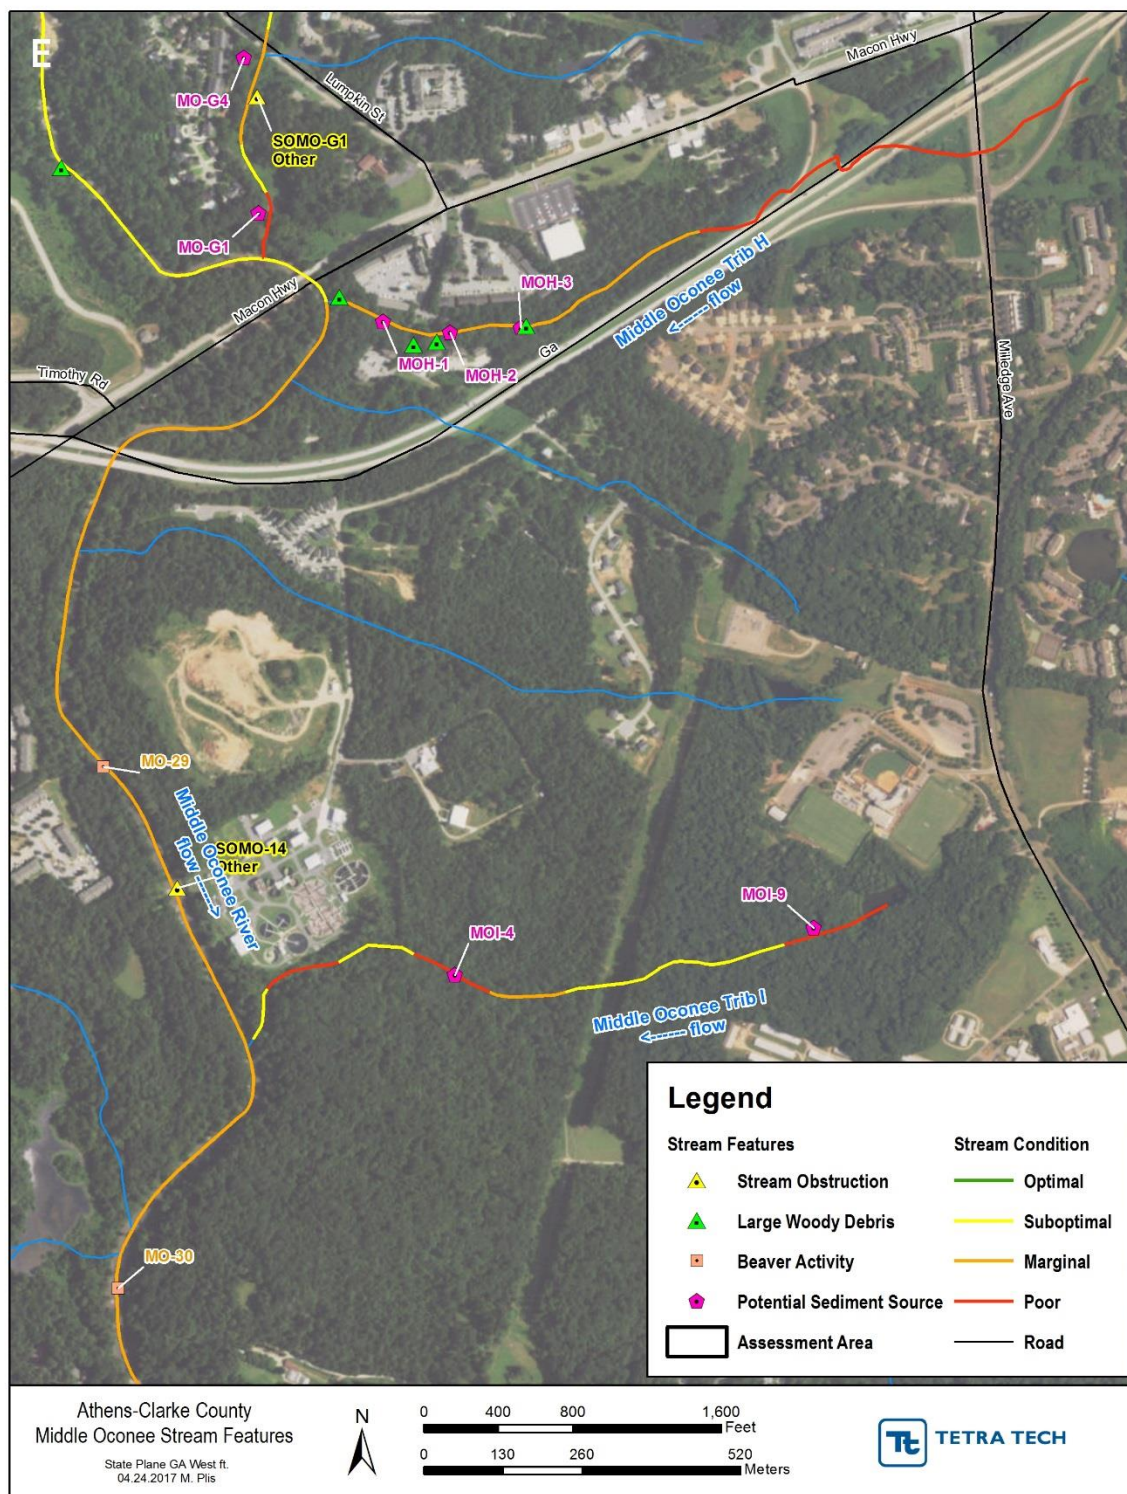 E
MO-G4
Lumpkin St
Macon Hwy
SOMO-G1
Other
MO-G1
MOH-3
Middle Oconee Trib H
<------ flow
Macon Hwy
Ga
MOH-1
MOH-2
Timothy Rd
Milledge Ave
MO-29
Middle Oconee River
flow ------>
SOMO-14
Other
MOI-9
MOI-4
Middle Oconee Trib I
<------ flow
MO-30
Legend
Stream Features
Stream Condition
Stream Obstruction
Optimal
Large Woody Debris
Suboptimal
Beaver Activity
Marginal
Potential Sediment Source
Poor
Assessment Area
Road
Athens-Clarke County
Middle Oconee Stream Features
State Plane GA West ft.
04.24.2017 M. Plis
N
0 400 800 1,600
Feet
0 130 260 520
Meters
Tt TETRA TECH